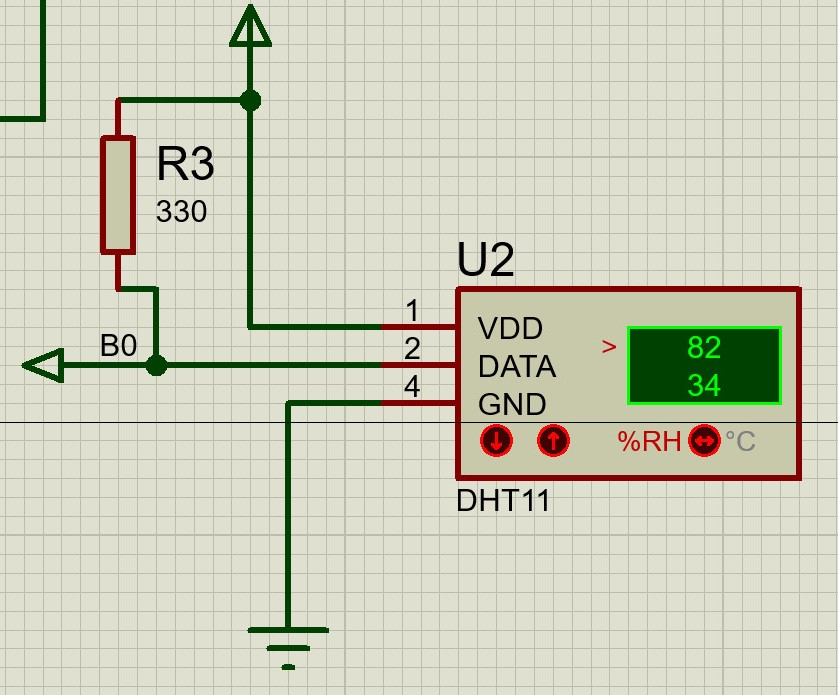 R3
330
U2
1
VDD
> 82
B0
2
DATA
34
4
GND
%RH °C
DHT11